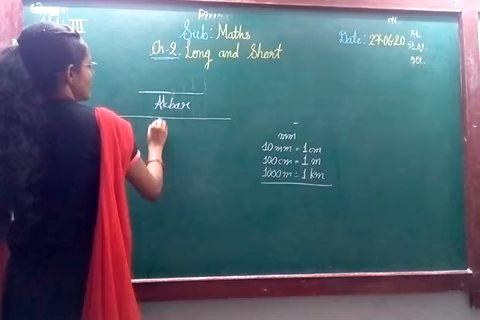 Sub: Maths
Date: 27-06-20
Ch-2 Long and Short
Akbar
mm
10 mm = 1 cm
100 cm = 1 m
1000 m = 1 km